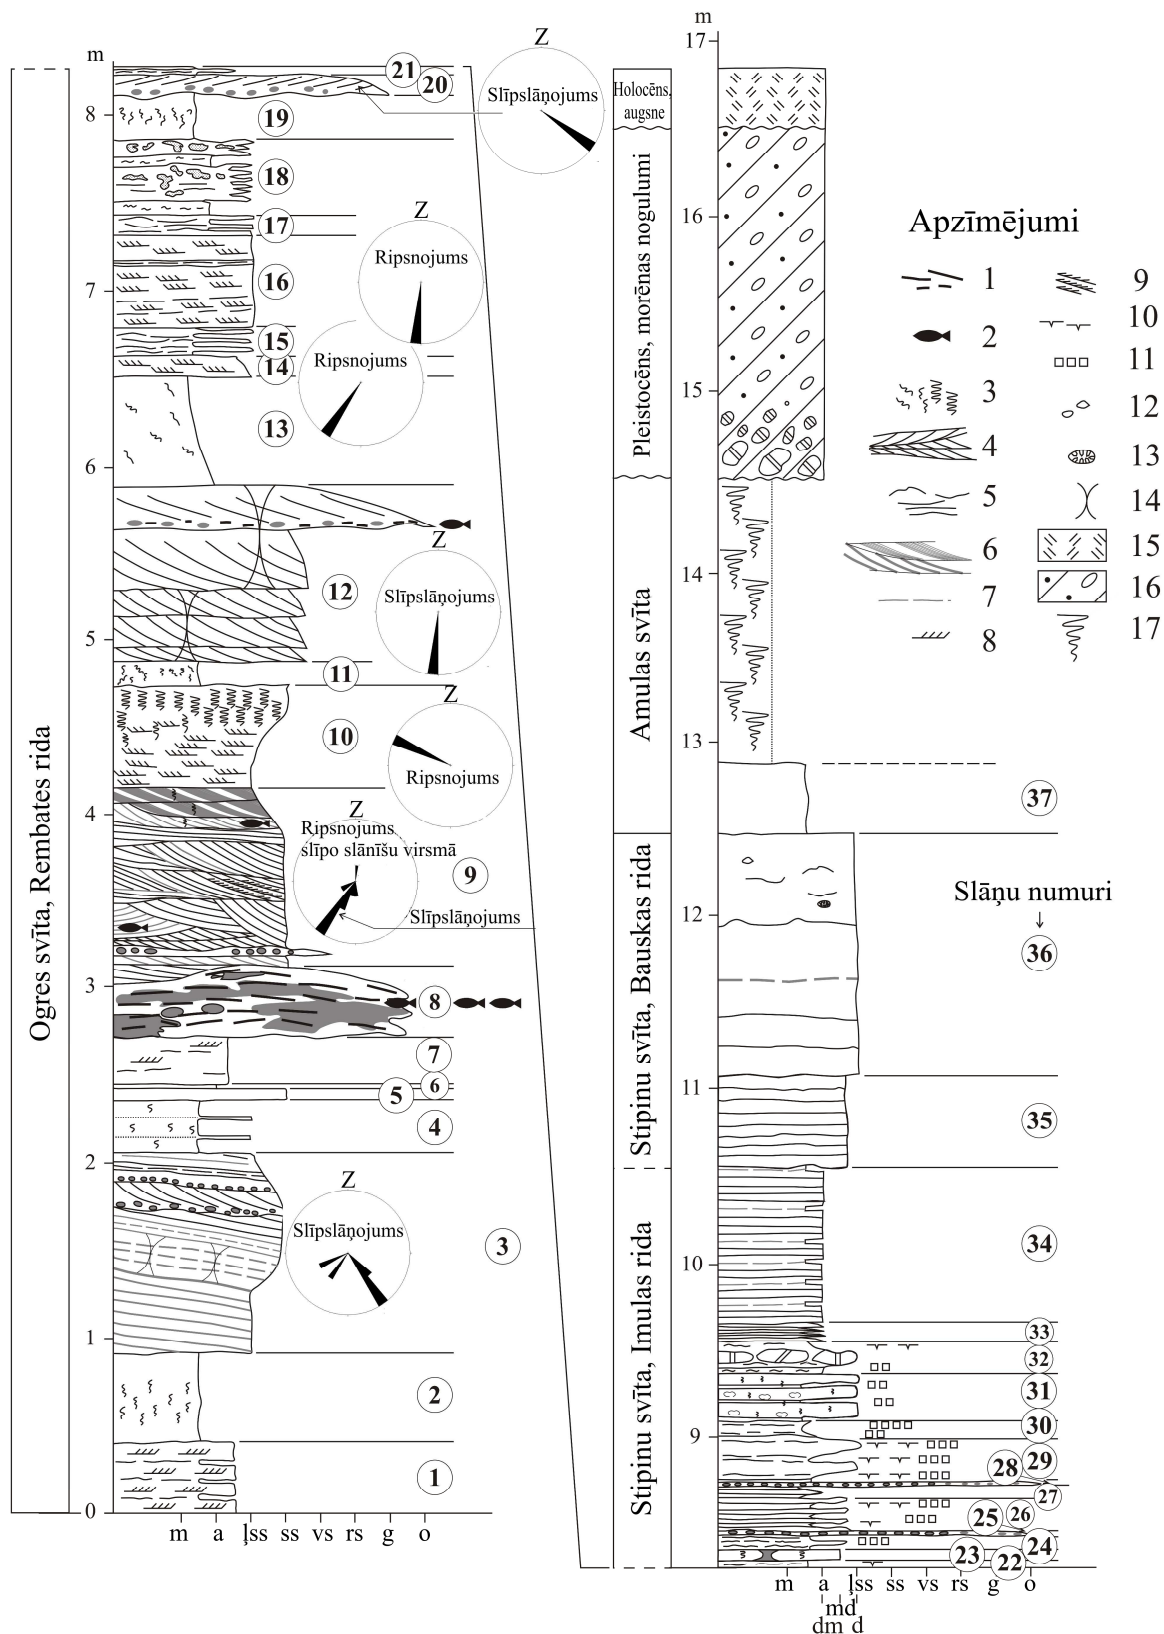 m
8
7
6
5
4
3
2
1
0
m a ļss ss vs rs g o
Ogres svīta, Rembates rida
21
20
19
18
17
16
15
14
13
12
11
10
9
8
7
6
5
4
3
2
1
Z
Slīpslāņojums
Z
Ripsnojums
Ripsnojums
Z
Slīpslāņojums
Z
Ripsnojums
Z
Ripsnojums
slīpo slānīšu virsmā
Slīpslāņojums
Z
Slīpslāņojums
m
17
16
15
14
13
12
11
10
9
Holocēns,
augsne
Pleistocēns, morēnas nogulumi
Amulas svīta
Stipinu svīta, Bauskas rida
Stipinu svīta, Imulas rida
Apzīmējumi
1
2
3
4
5
6
7
8
9
10
11
12
13
14
15
16
17
37
Slāņu numuri
36
35
34
33
32
31
30
29
28
27
26
25
24
23
22
m a ļss ss vs rs g o
md
dm d